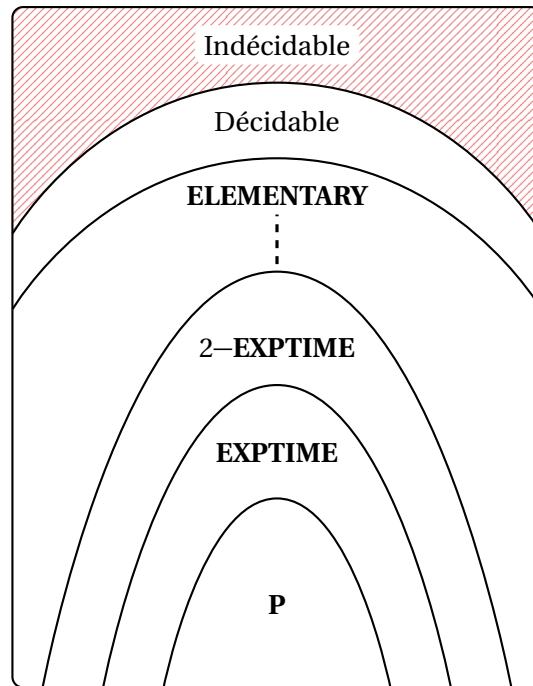 Indécidable
Décidable
ELEMENTARY
2–EXPTIME
EXPTIME
P